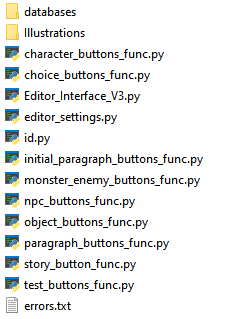 databases
Illustrations
character_buttons_func.py
choice_buttons_func.py
Editor_Interface_V3.py
editor_settings.py
id.py
initial_paragraph_buttons_func.py
monster_enemy_buttons_func.py
npc_buttons_func.py
object_buttons_func.py
paragraph_buttons_func.py
story_button_func.py
test_buttons_func.py
errors.txt